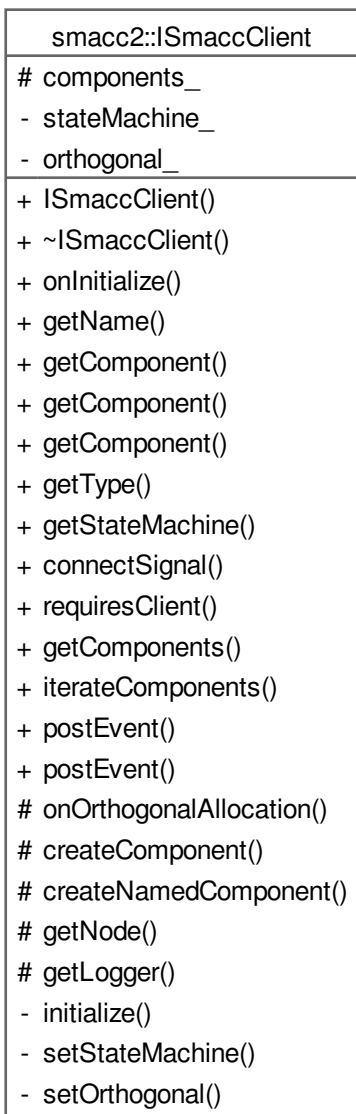 smacc2::ISmaccClient
# components_
- stateMachine_
- orthogonal_
+ ISmaccClient()
+ ~ISmaccClient()
+ onInitialize()
+ getName()
+ getComponent()
+ getComponent()
+ getComponent()
+ getType()
+ getStateMachine()
+ connectSignal()
+ requiresClient()
+ getComponents()
+ iterateComponents()
+ postEvent()
+ postEvent()
# onOrthogonalAllocation()
# createComponent()
# createNamedComponent()
# getNode()
# getLogger()
- initialize()
- setStateMachine()
- setOrthogonal()